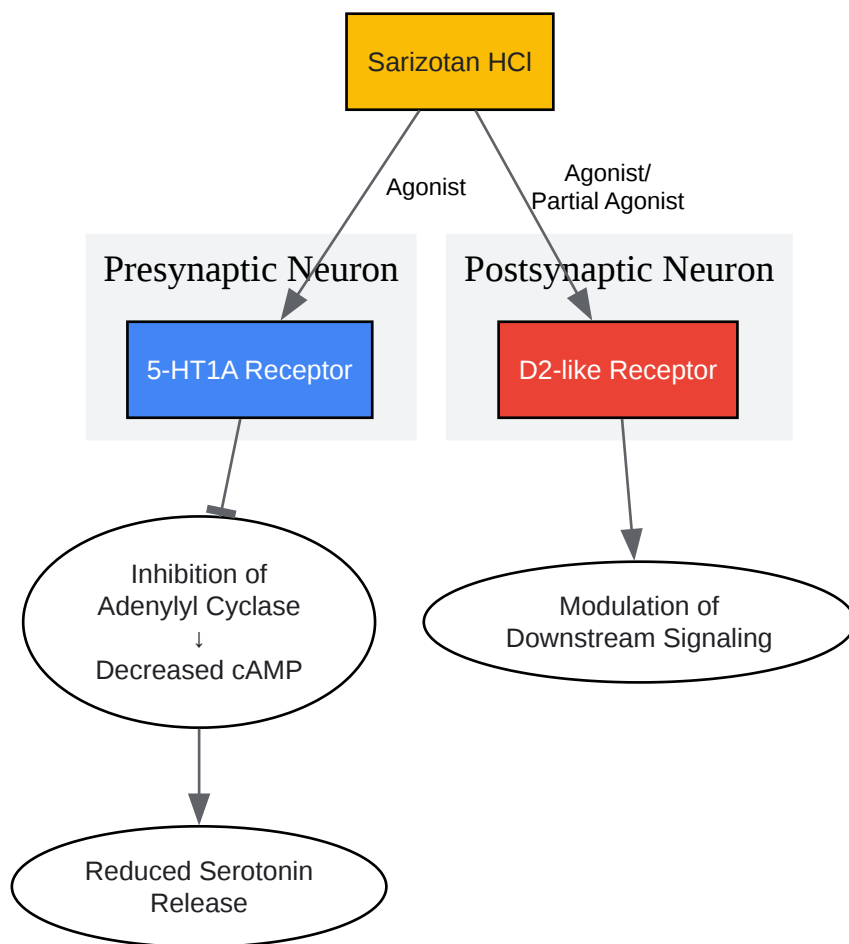 Sarizotan HCl
Agonist
Agonist/
Partial Agonist
Presynaptic Neuron
Postsynaptic Neuron
5-HT1A Receptor
D2-like Receptor
Inhibition of
Adenylyl Cyclase
↓
Decreased cAMP
Modulation of
Downstream Signaling
Reduced Serotonin
Release